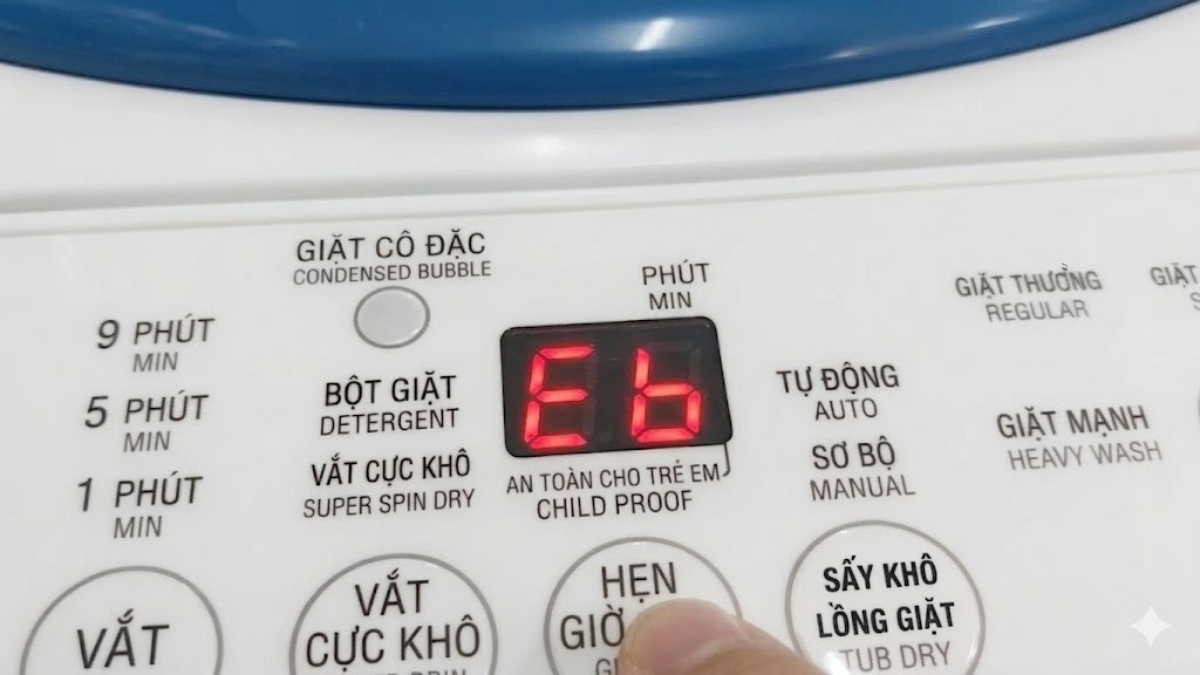 GIẶT CÔ ĐẶC
CONDENSED BUBBLE
PHÚT
MIN
GIẶT THƯỜNG
REGULAR
GIẶT
9 PHÚT
MIN
5 PHÚT
MIN
1 PHÚT
MIN
BỘT GIẶT
DETERGENT
VẮT CỰC KHÔ
SUPER SPIN DRY
Eb
AN TOÀN CHO TRẺ EM
CHILD PROOF
TỰ ĐỘNG
AUTO
SƠ BỘ
MANUAL
GIẶT MẠNH
HEAVY WASH
VẮT
VẮT
CỰC KHÔ
HẸN
GIỜ
SẤY KHÔ
LỒNG GIẶT
TUB DRY